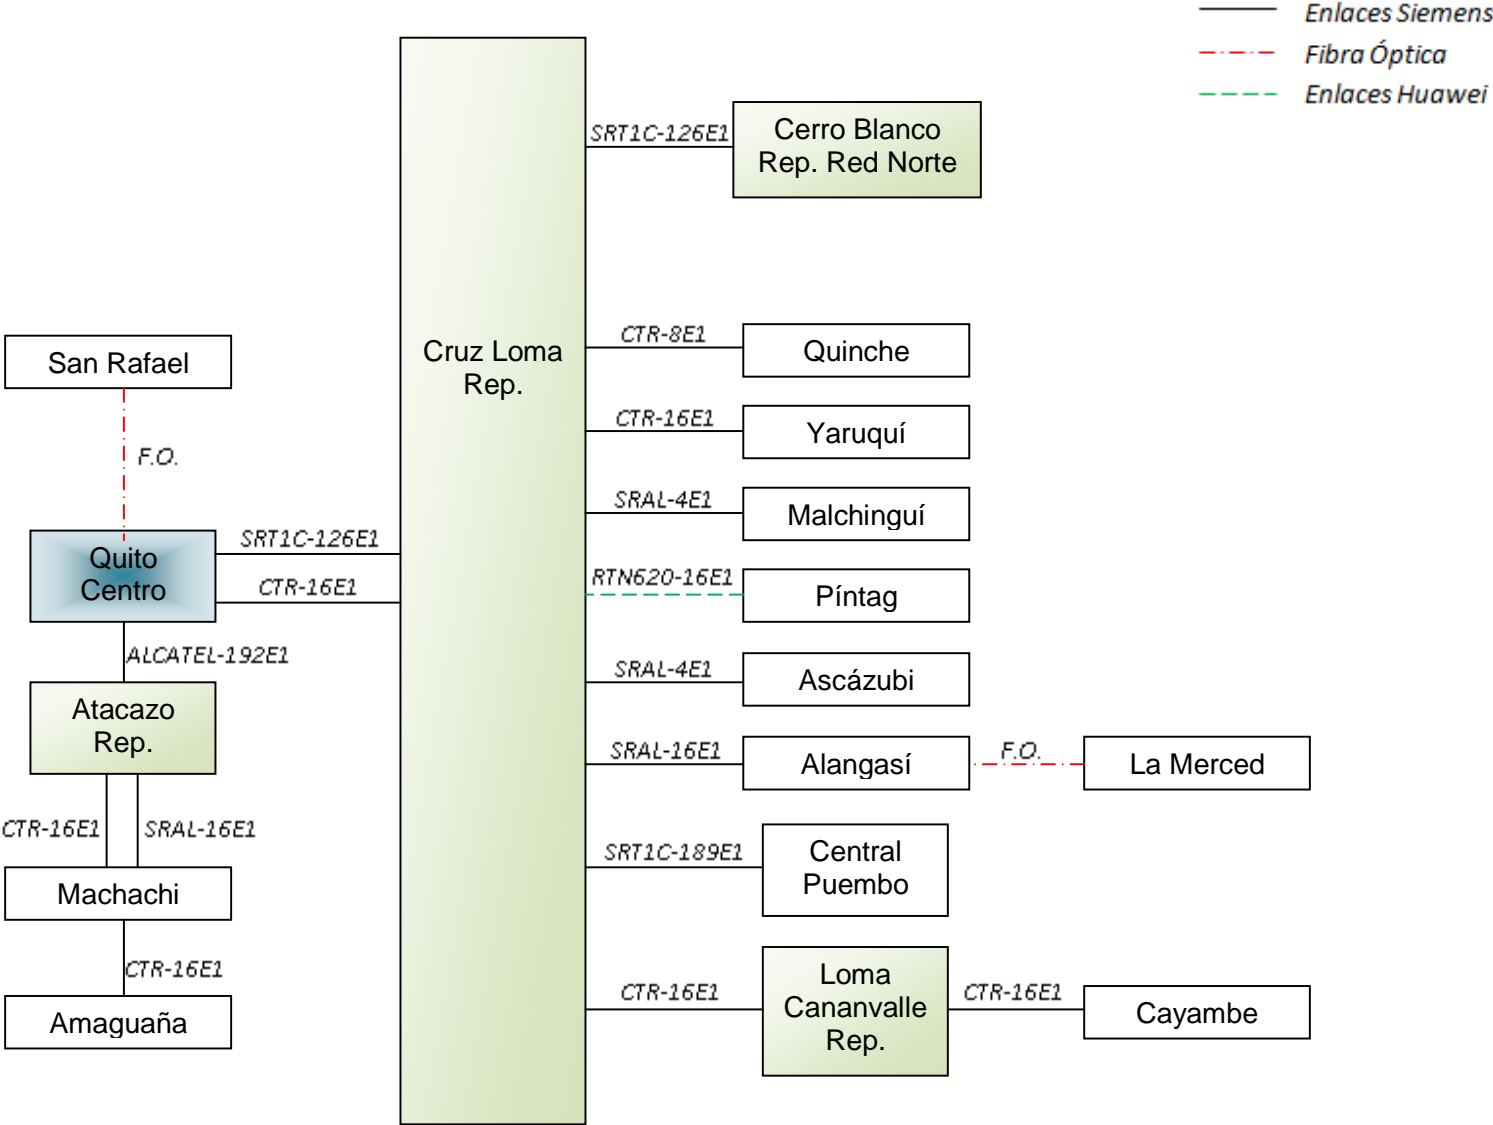 Enlaces Siemens
Fibra Óptica
Enlaces Huawei
SRT1C-126E1
Cerro Blanco
Rep. Red Norte
San Rafael
F.O.
Cruz Loma
Rep.
CTR-8E1
Quinche
CTR-16E1
Yaruquí
SRAL-4E1
Malchinguí
Quito
Centro
SRT1C-126E1
CTR-16E1
RTN620-16E1
Píntag
ALCATEL-192E1
SRAL-4E1
Ascázubi
Atacazo
Rep.
SRAL-16E1
Alangasí
F.O.
La Merced
CTR-16E1
SRAL-16E1
SRT1C-189E1
Central
Puembo
Machachi
CTR-16E1
Amaguaña
CTR-16E1
Loma
Cananvalle
Rep.
CTR-16E1
Cayambe